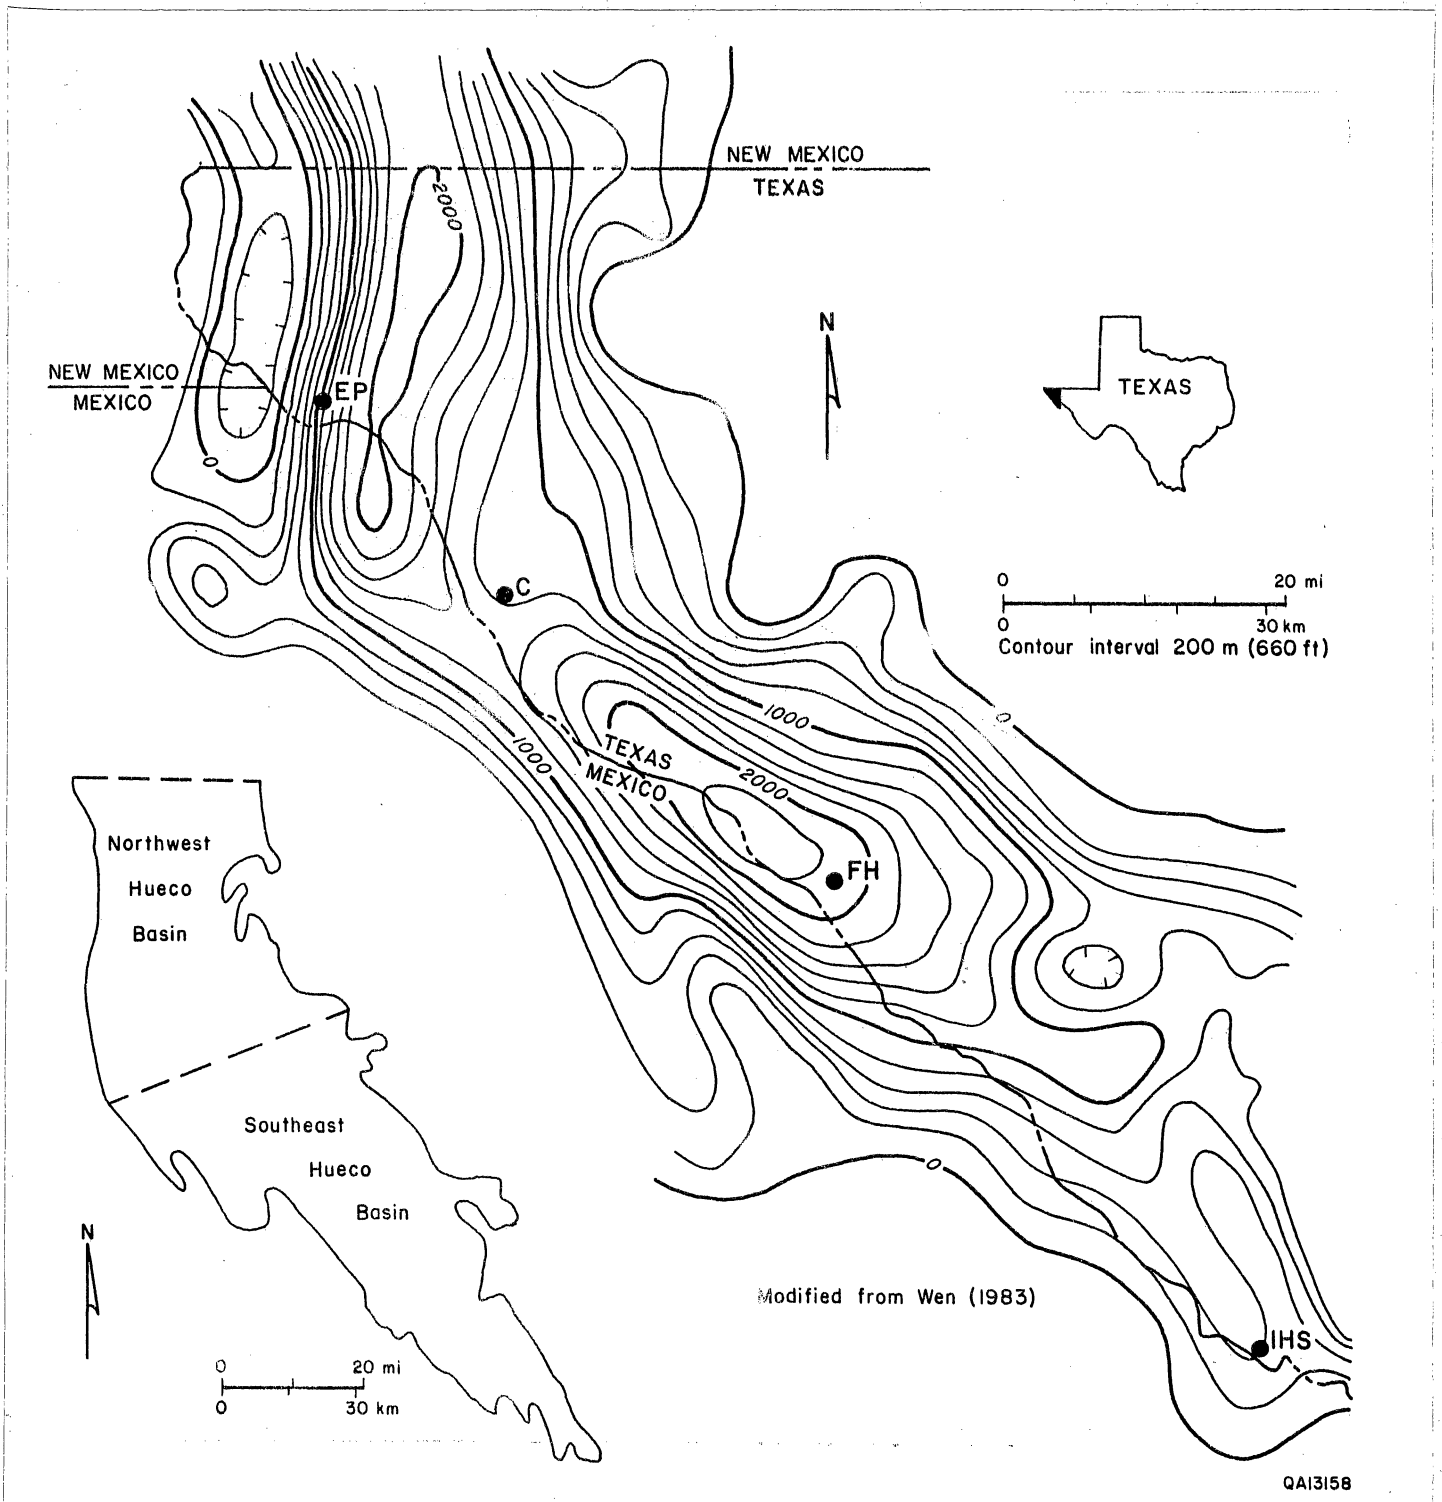 NEW MEXICO
TEXAS
2000
N
NEW MEXICO
MEXICO
EP
TEXAS
0
C
0 20 mi
0 30 km
Contour interval 200 m (660 ft)
0
1000
1000
TEXAS
MEXICO
2000
FH
Northwest
Hueco
Basin
Southeast
Hueco
Basin
0
N
Modified from Wen (1983)
IHS
0 20 mi
0 30 km
QA13158